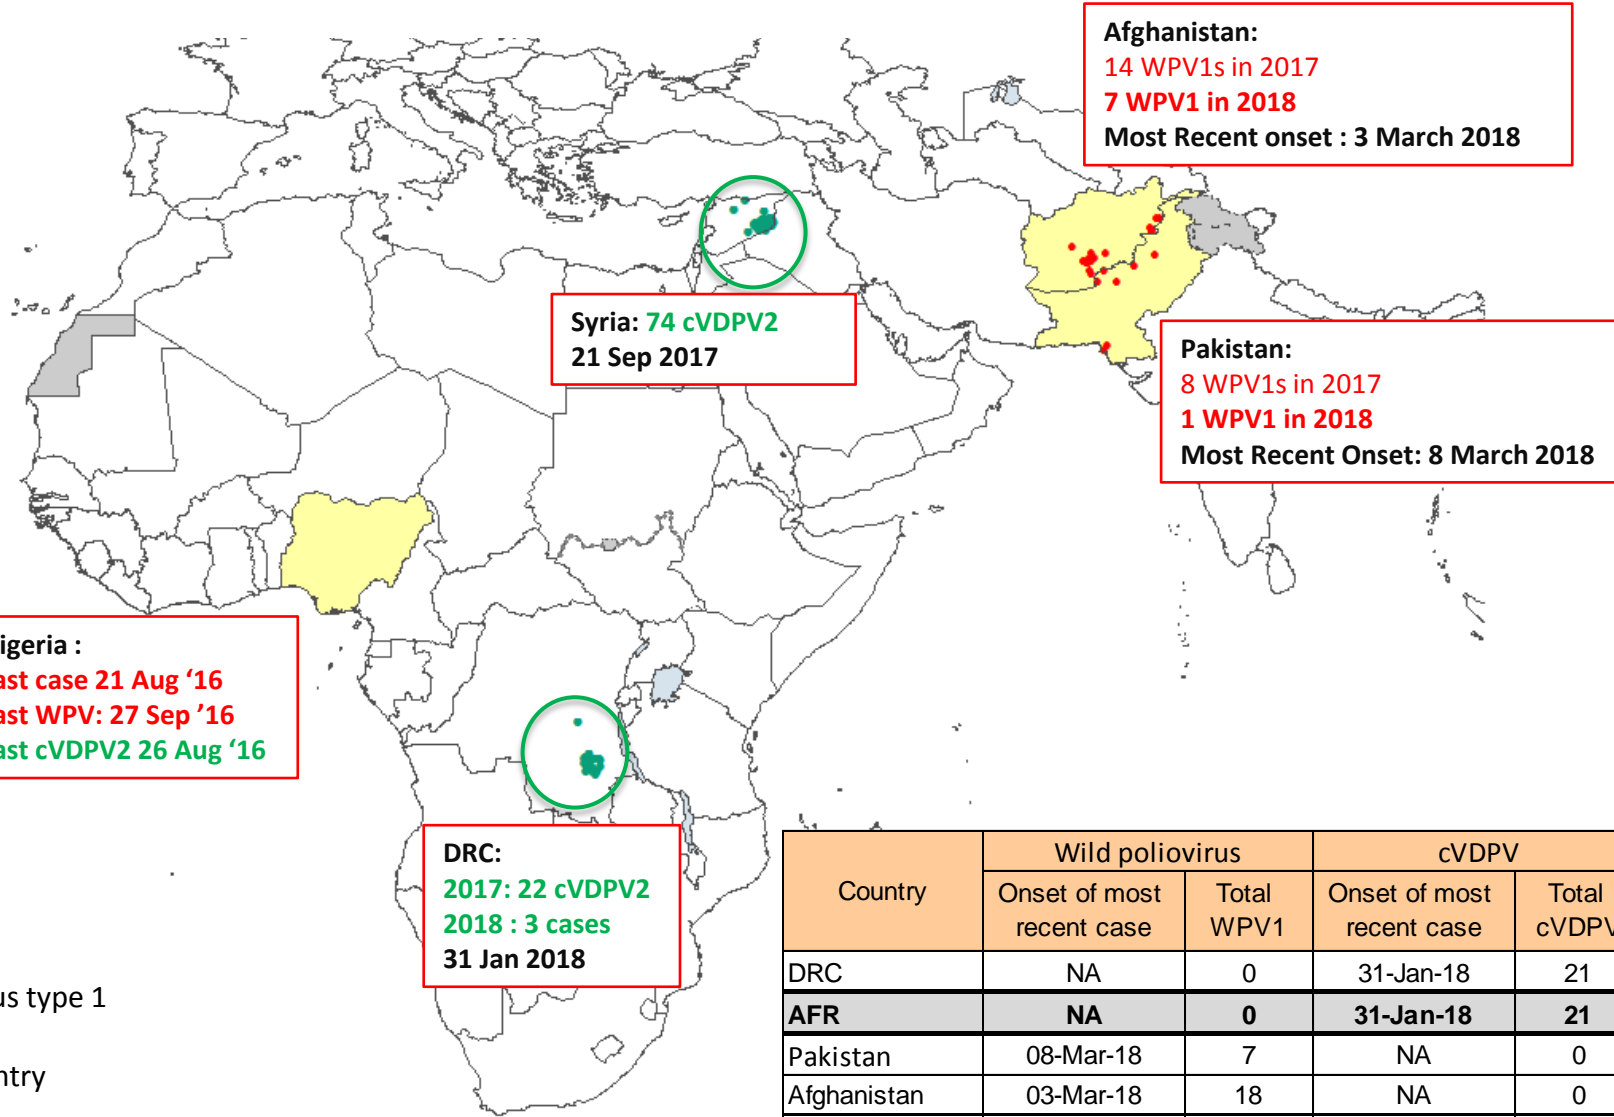 Afghanistan:
14 WPV1s in 2017
7 WPV1 in 2018
Most Recent onset : 3 March 2018
Syria: 74 cVDPV2
21 Sep 2017
Pakistan:
8 WPV1s in 2017
1 WPV1 in 2018
Most Recent Onset: 8 March 2018
igeria :
ast case 21 Aug ‘16
ast WPV: 27 Sep ’16
ast cVDPV2 26 Aug ‘16
DRC:
2017: 22 cVDPV2
2018 : 3 cases
31 Jan 2018
us type 1
ntry
Country Wild poliovirus cVDPV
Onset of most recent case Total WPV1 Onset of most recent case Total cVDPV
DRC NA 0 31-Jan-18 21
AFR NA 0 31-Jan-18 21
Pakistan 08-Mar-18 7 NA 0
Afghanistan 03-Mar-18 18 NA 0